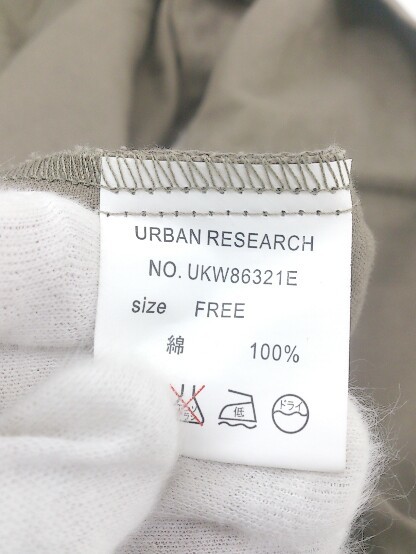 URBAN RESEARCH
NO. UKW86321E
size FREE
綿 100%
低 ドライ